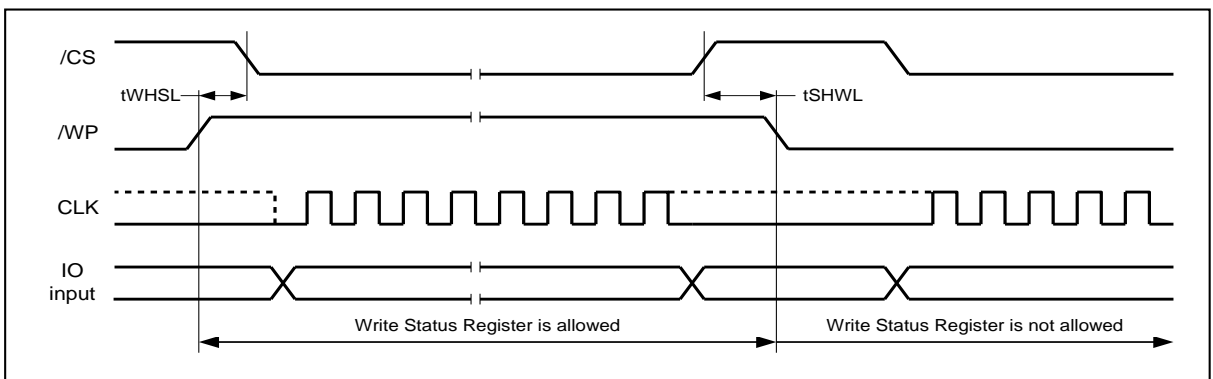 /CS
tWHSL
tSHWL
/WP
CLK
IO
input
Write Status Register is allowed
Write Status Register is not allowed